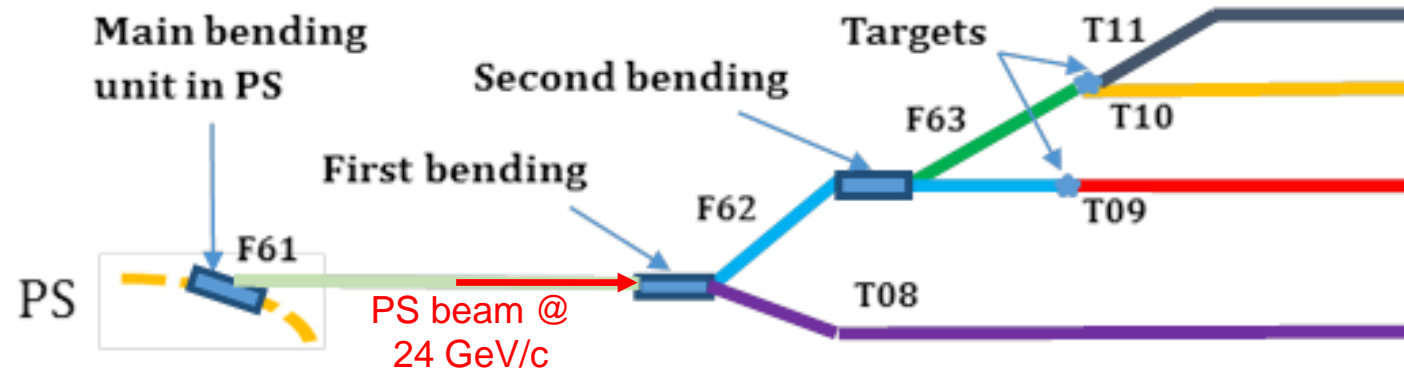 Main bending
unit in PS
Second bending
Targets
T11
First bending
F63
T10
F62
T09
F61
PS
PS beam @
24 GeV/c
T08